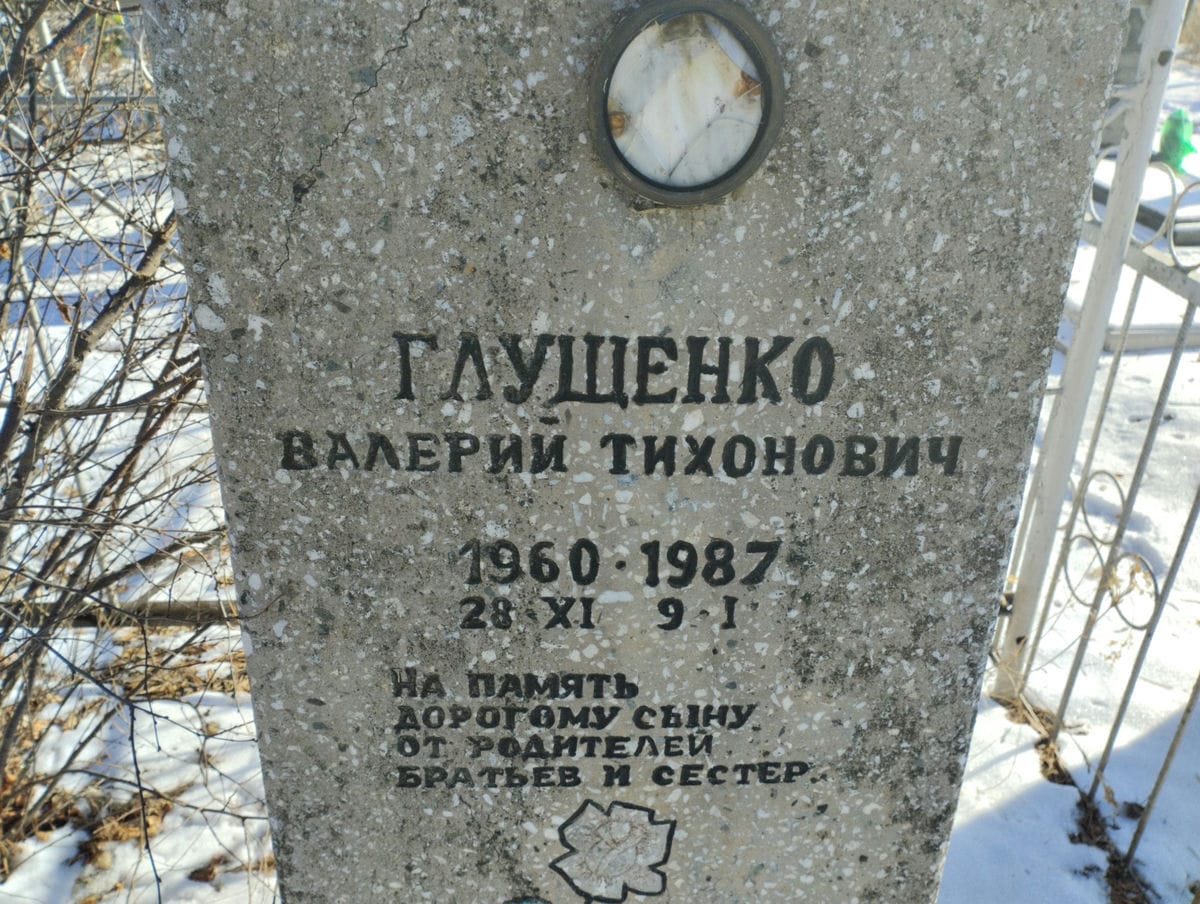 ГЛУЩЕНКО
ВАЛЕРИЙ ТИХОНОВИЧ
1960·1987
28·XI 9·I
НА ПАМЯТЬ
ДОРОГОМУ СЫНУ
ОТ РОДИТЕЛЕЙ
БРАТЬЕВ И СЕСТЕР..